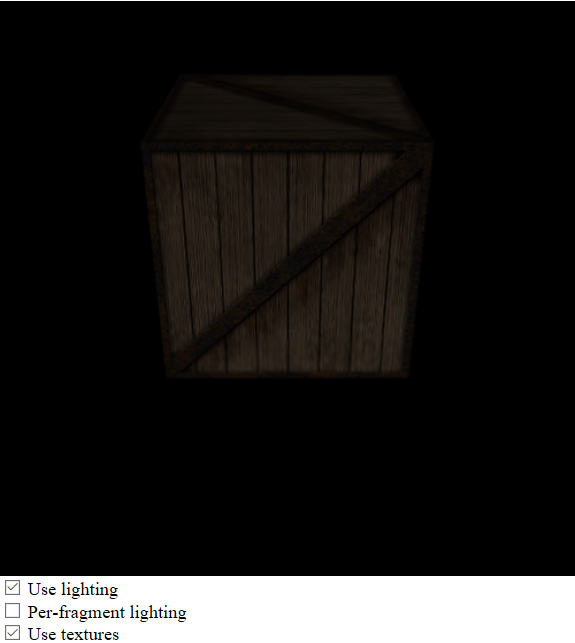 Use lighting
Per-fragment lighting
Use textures